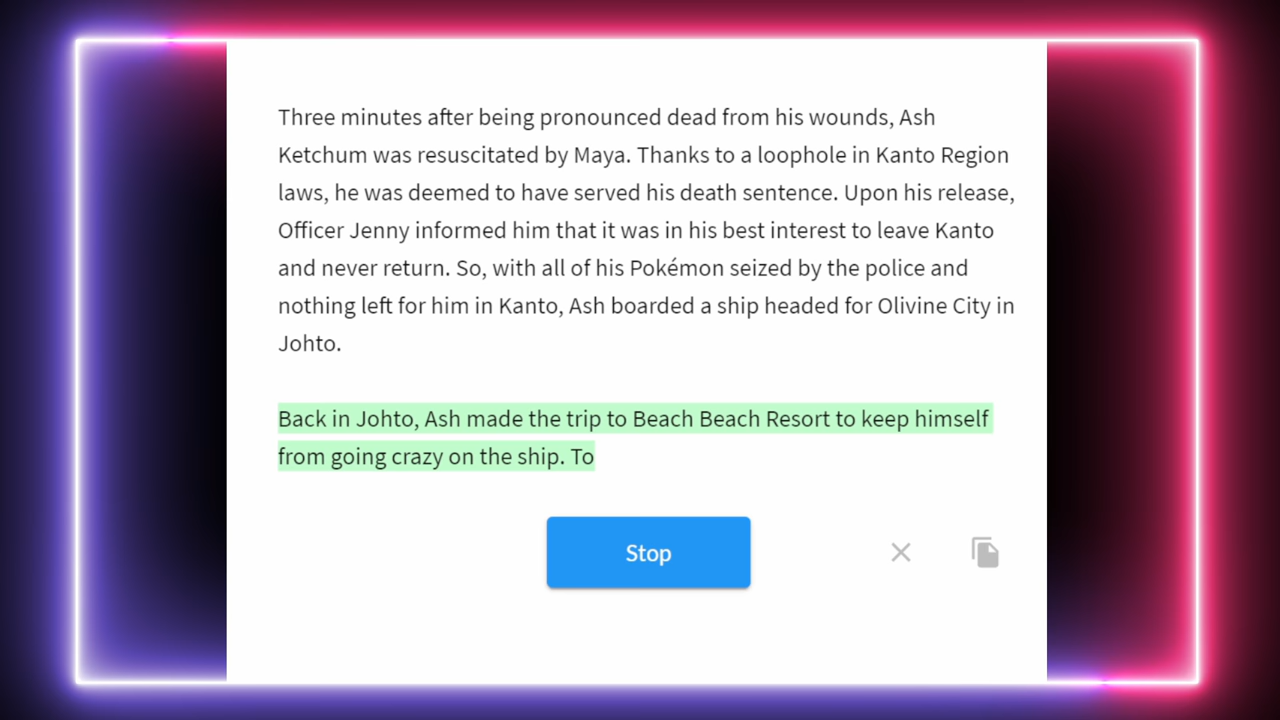 Three minutes after being pronounced dead from his wounds, Ash
Ketchum was resuscitated by Maya. Thanks to a loophole in Kanto Region
laws, he was deemed to have served his death sentence. Upon his release,
Officer Jenny informed him that it was in his best interest to leave Kanto
and never return. So, with all of his Pokémon seized by the police and
nothing left for him in Kanto, Ash boarded a ship headed for Olivine City in
Johto.
Back in Johto, Ash made the trip to Beach Beach Resort to keep himself
from going crazy on the ship. To
Stop